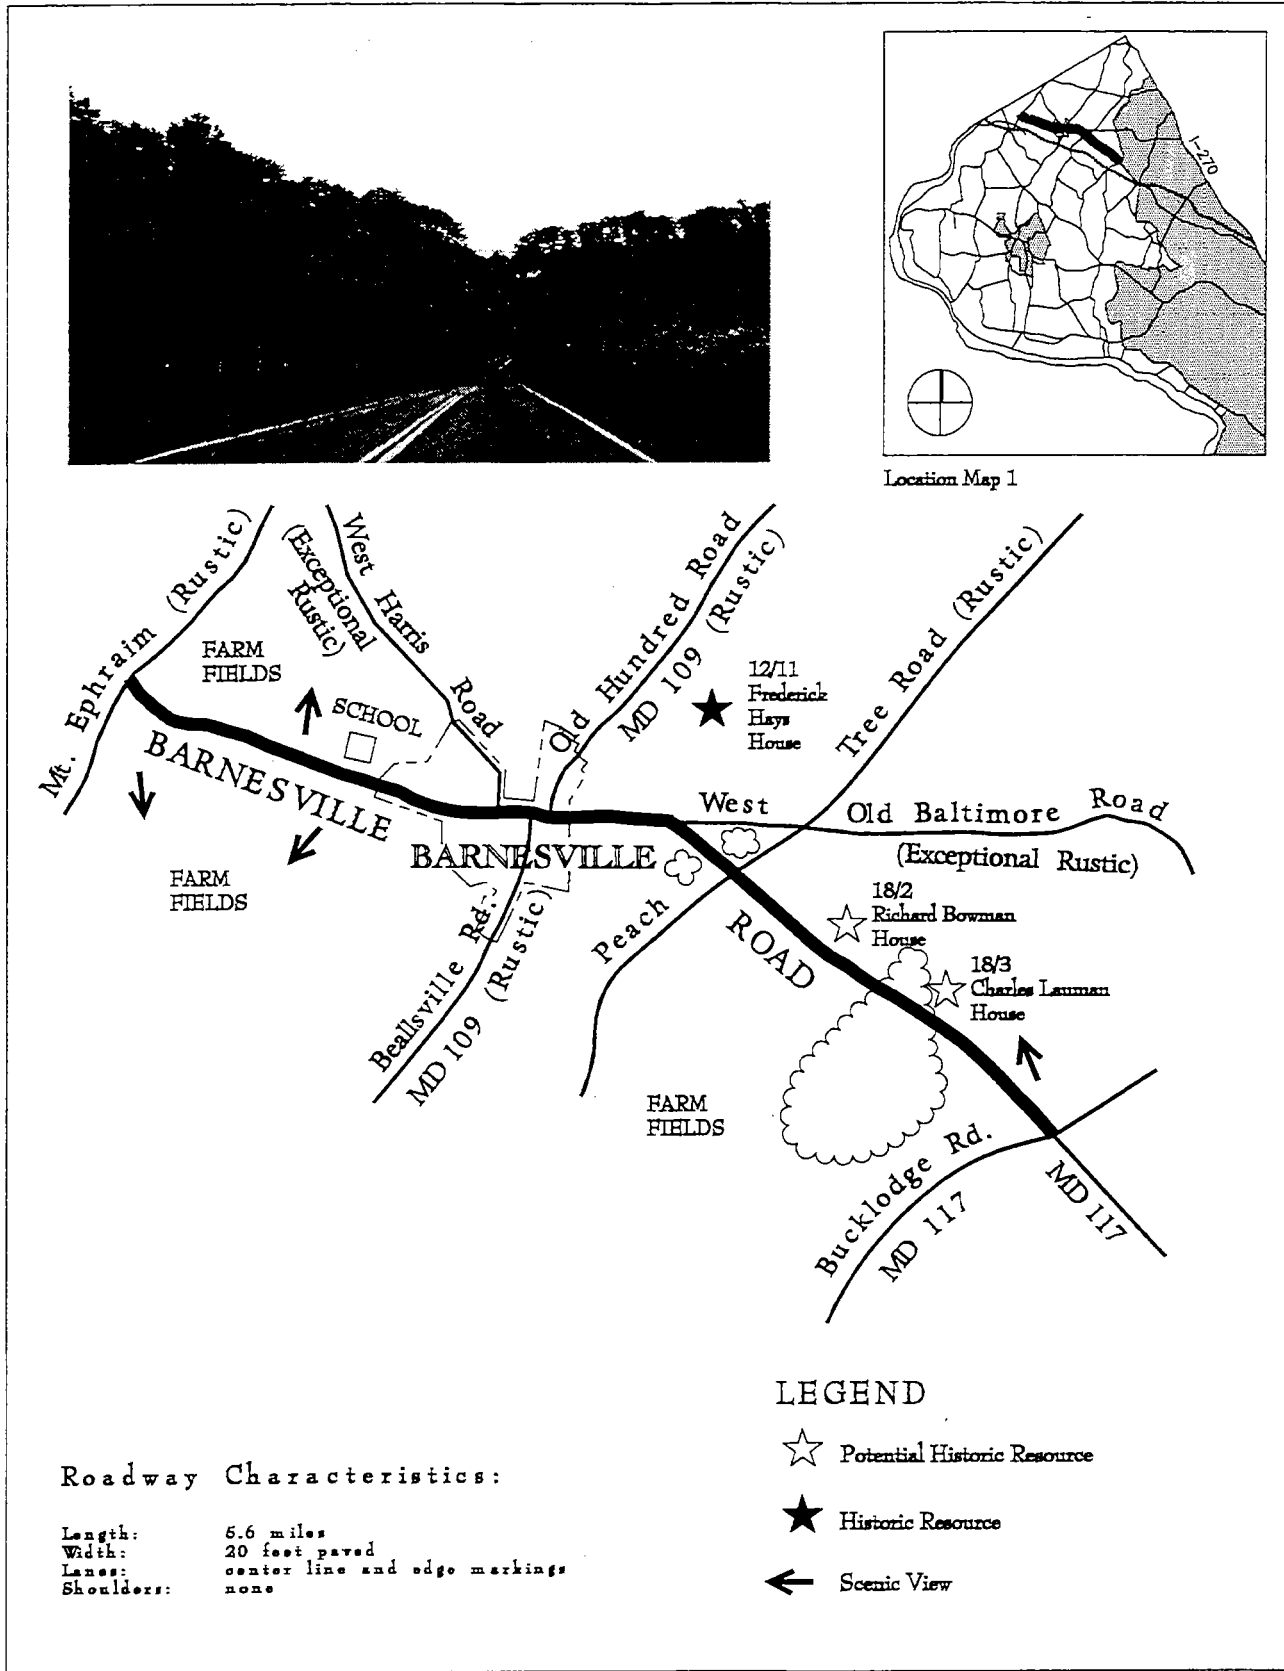 I-270
Location Map 1
Mt. Ephraim (Rustic)
FARM
FIELDS
(Exceptional
Rustic)
West Harris
Road
SCHOOL
Old Hundred Road
MD 109 (Rustic)
12/11
Frederick
Hays
House
Tree Road (Rustic)
BARNESVILLE
West
Old Baltimore Road
(Exceptional Rustic)
BARNESVILLE
FARM
FIELDS
Beallsville Rd.
MD 109 (Rustic)
Peach
ROAD
18/2
Richard Bowman
House
18/3
Charles Lauman
House
FARM
FIELDS
Bucklodge Rd.
MD 117
MD 117
LEGEND
Potential Historic Resource
Historic Resource
Scenic View
Roadway Characteristics:
Length: 5.6 miles
Width: 20 feet paved
Lanes: center line and edge markings
Shoulders: none